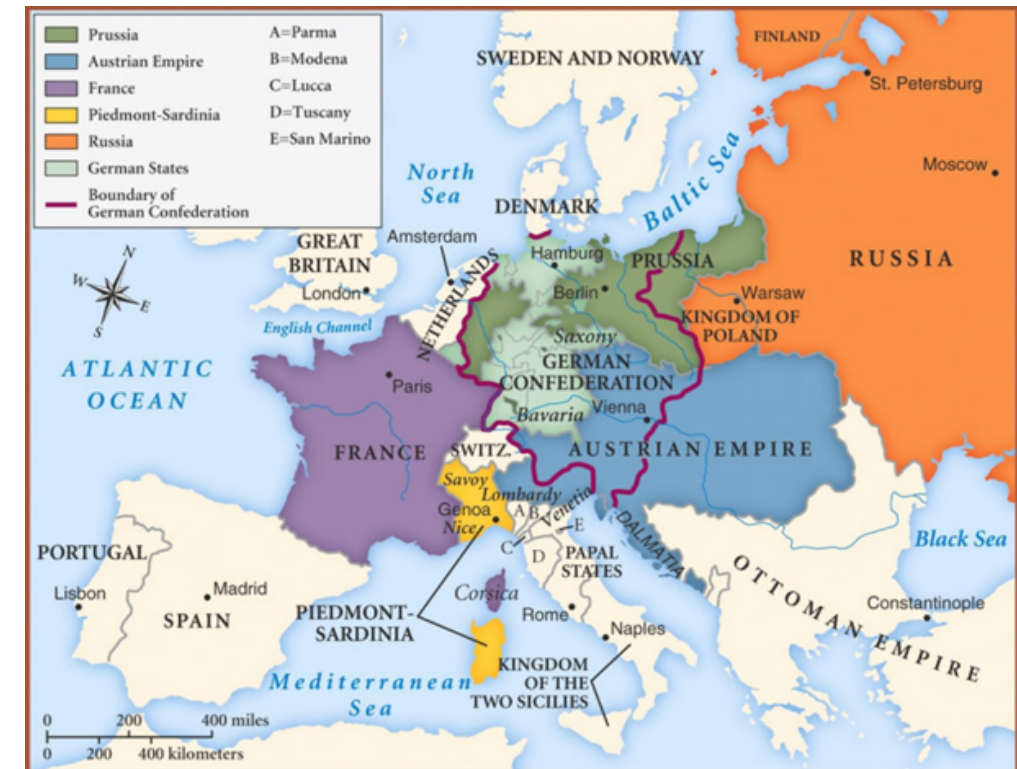 Prussia
Austrian Empire
France
Piedmont-Sardinia
Russia
German States
Boundary of
German Confederation
A=Parma
B=Modena
C=Lucca
D=Tuscany
E=San Marino
FINLAND
SWEDEN AND NORWAY
St. Petersburg
Moscow
North
Sea
Baltic Sea
DENMARK
N
W
E
S
GREAT
BRITAIN
London
Amsterdam
NETHERLANDS
Hamburg
PRUSSIA
RUSSIA
Berlin
Warsaw
KINGDOM OF
POLAND
English Channel
Saxony
GERMAN
CONFEDERATION
ATLANTIC
OCEAN
Paris
Bavaria
Vienna
FRANCE
SWITZ.
AUSTRIAN EMPIRE
Savoy
Lombardy
Venetia
Genoa
Nice
A
B
E
C
D
DALMATIA
Black Sea
PORTUGAL
PAPAL
STATES
OTTOMAN EMPIRE
Lisbon
Madrid
SPAIN
Corsica
Constantinople
PIEDMONT-
SARDINIA
Rome
Naples
KINGDOM
OF THE
TWO SICILIES
Mediterranean
Sea
0 200 400 miles
0 200 400 kilometers